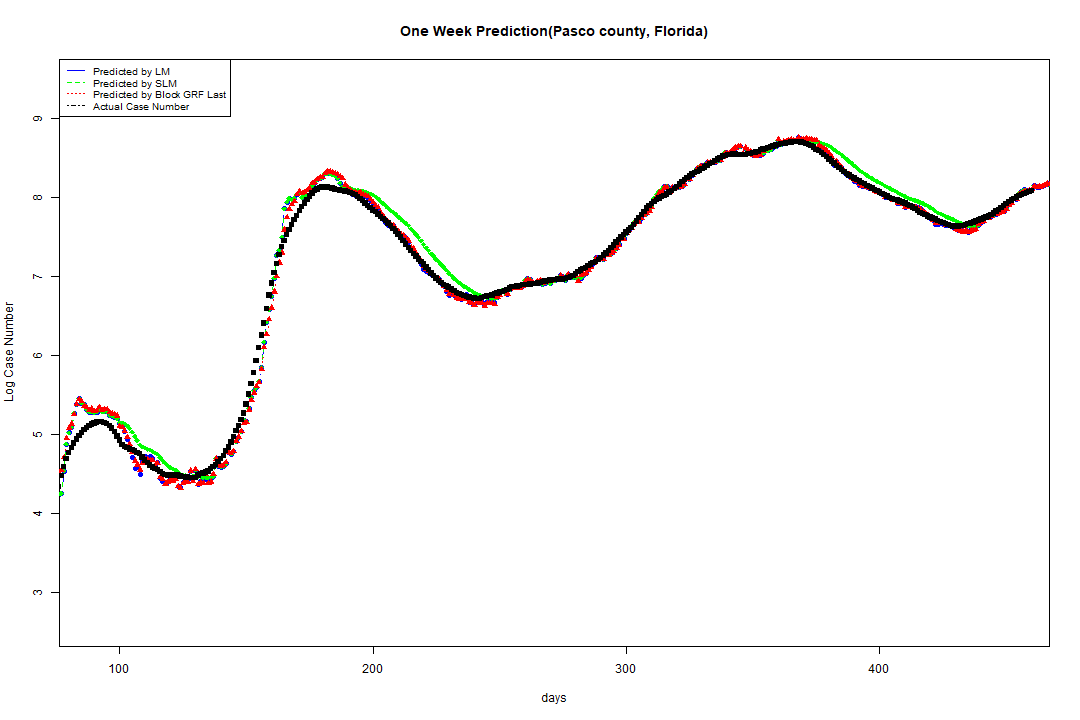 One Week Prediction(Pasco county, Florida)
Predicted by LM
Predicted by SLM
Predicted by Block GRF Last
Actual Case Number
9
8
7
6
5
4
3
Log Case Number
100 200 300 400
days